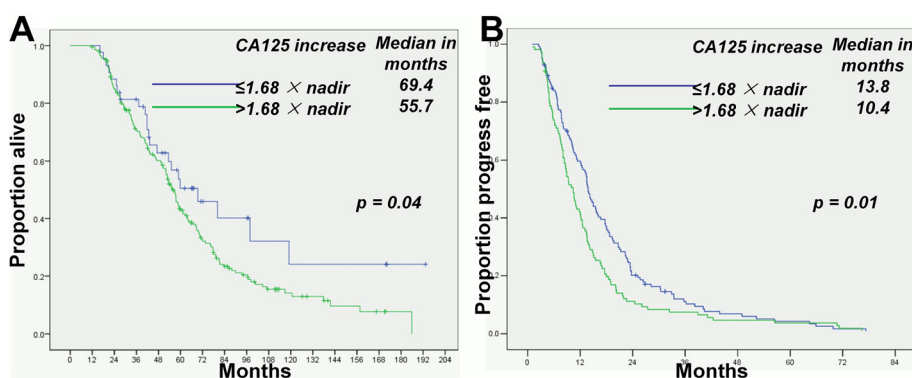 A
CA125 increase Median in months
≤1.68 × nadir 69.4
>1.68 × nadir 55.7
p = 0.04
Proportion alive
1.0
0.8
0.6
0.4
0.2
0.0
0 12 24 36 48 60 72 84 96 108 120 132 144 156 168 180 192 204
Months
B
CA125 increase Median in months
≤1.68 × nadir 13.8
>1.68 × nadir 10.4
p = 0.01
Proportion progress free
1.0
0.8
0.6
0.4
0.2
0.0
0 12 24 36 48 60 72 84
Months